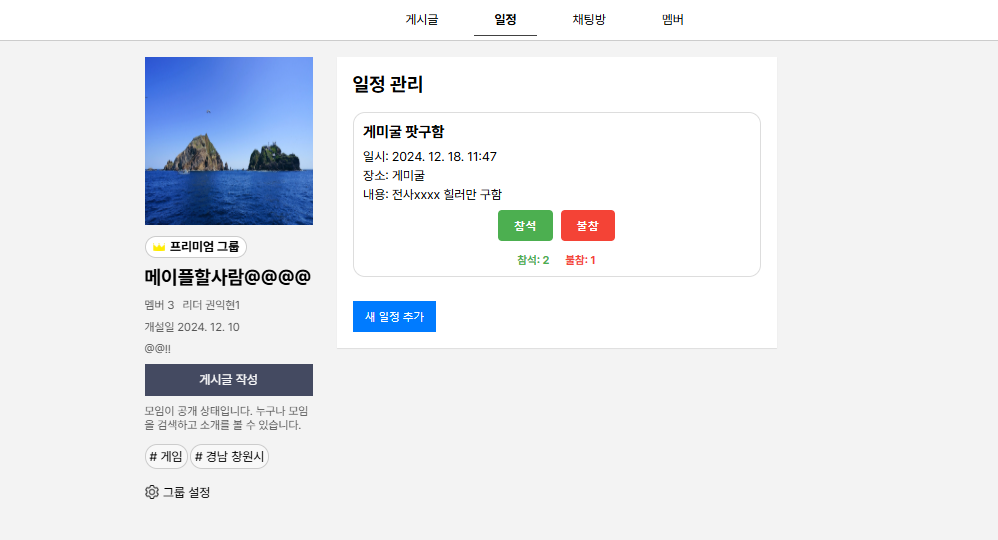 게시글 일정 채팅방 멤버
프리미엄 그룹
메이플할사람@@@@
멤버 3 리더 권익현1
개설일 2024. 12. 10
@@!!
게시글 작성
모임이 공개 상태입니다. 누구나 모임
을 검색하고 소개를 볼 수 있습니다.
# 게임 # 경남 창원시
그룹 설정
일정 관리
게미굴 팟구함
일시: 2024. 12. 18. 11:47
장소: 게미굴
내용: 전사xxxx 힐러만 구함
참석 불참
참석: 2 불참: 1
새 일정 추가